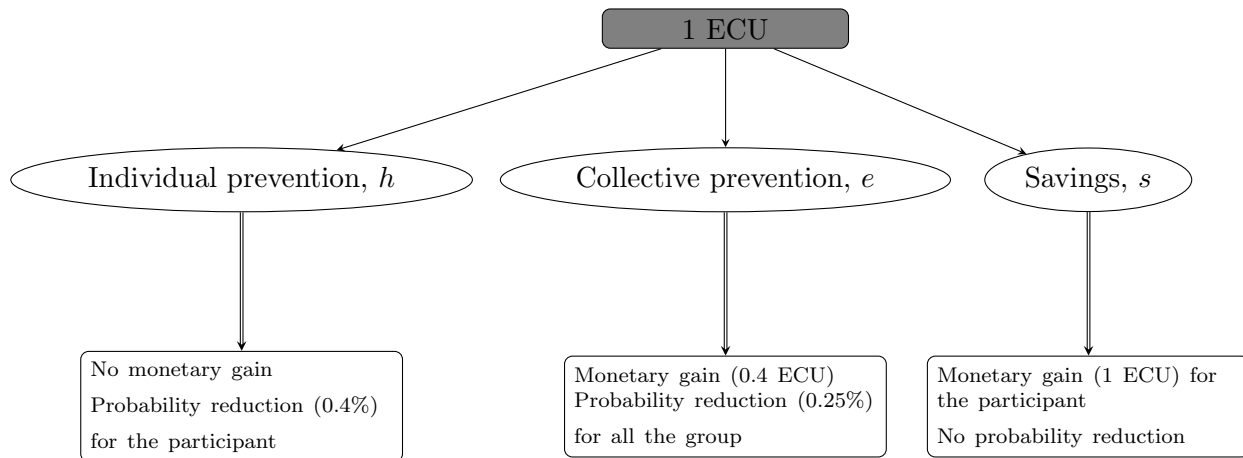 1 ECU
Individual prevention, h
Collective prevention, e
Savings, s
No monetary gain
Probability reduction (0.4%)
for the participant
Monetary gain (0.4 ECU)
Probability reduction (0.25%)
for all the group
Monetary gain (1 ECU) for
the participant
No probability reduction